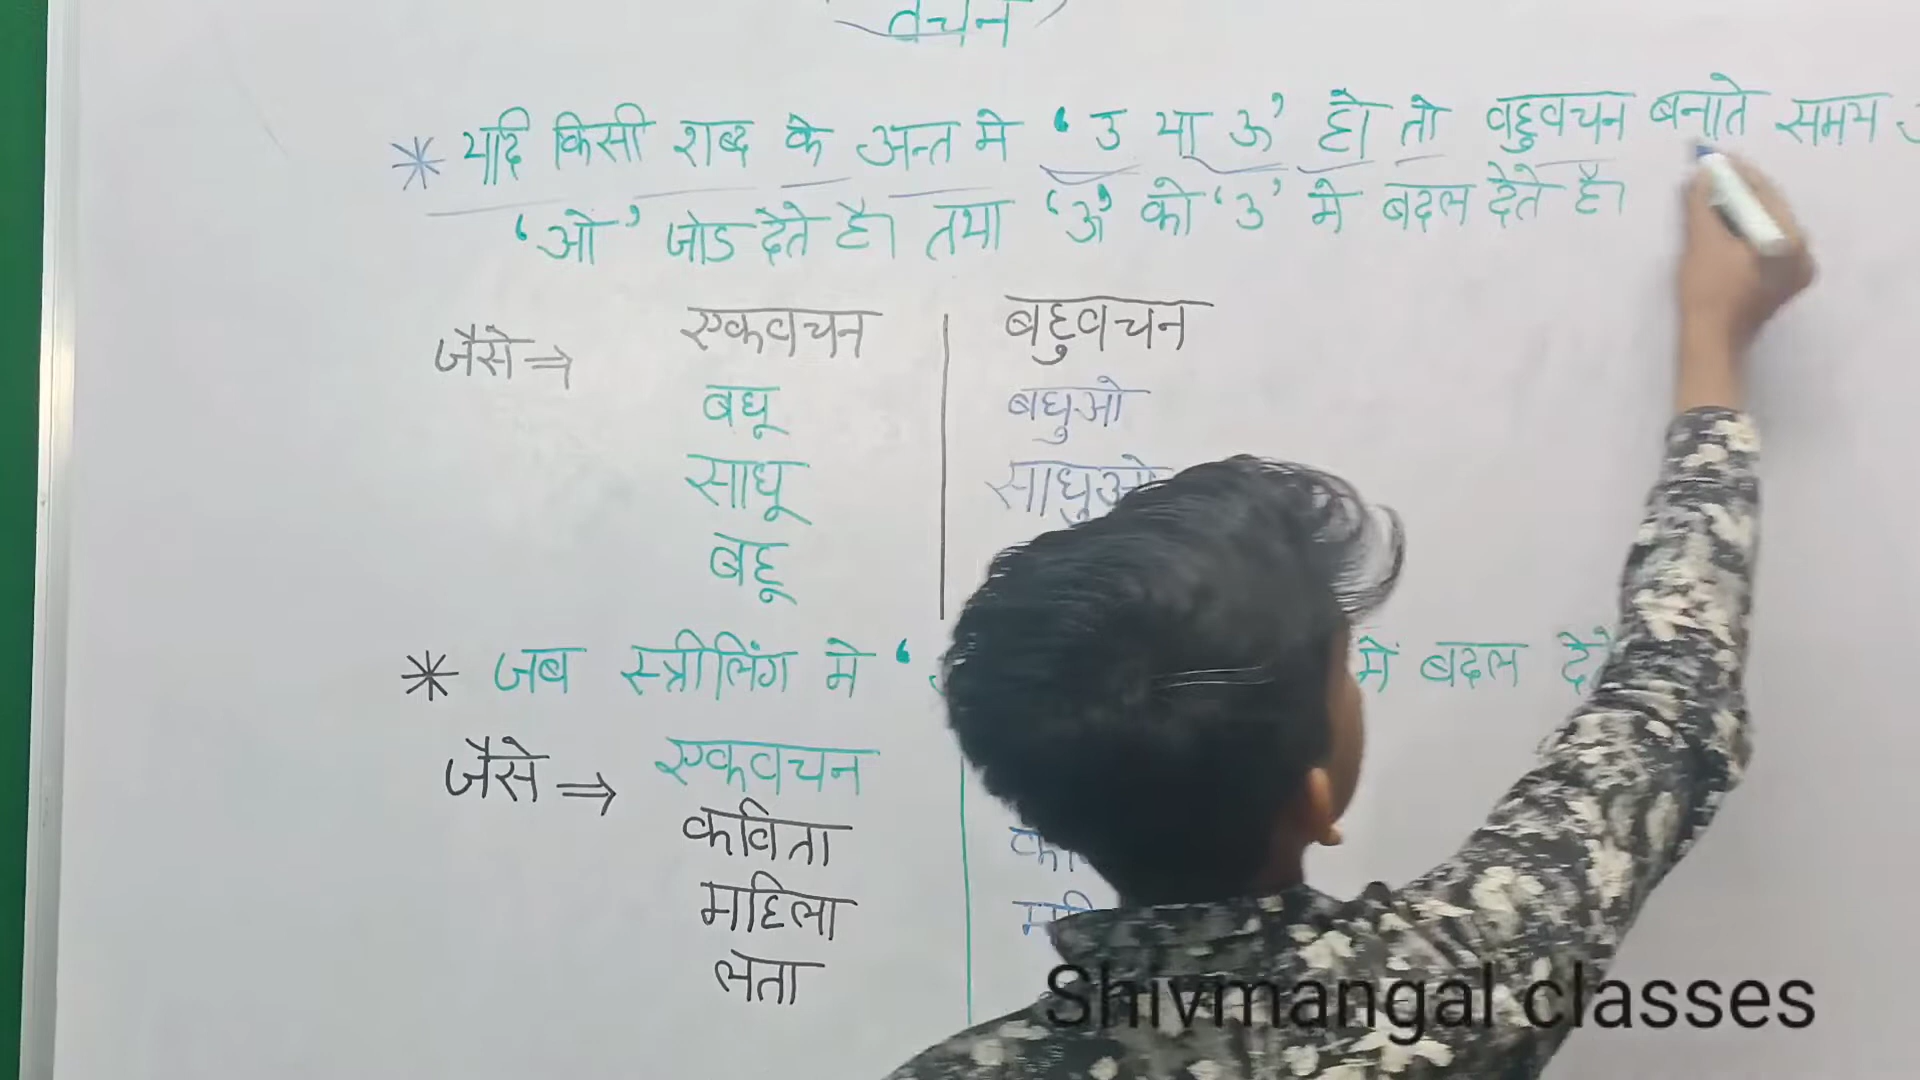 वचन
* यदि किसी शब्द के अन्त मे ‘उ या ऊ’ हो तो बहुवचन बनाते समय
‘ओ’ जोड देते है। तथा ‘ऊ’ को ‘उ’ मे बदल देते है।
जैसे ⇒ एकवचन | बहुवचन
बधू बधुओ
साधू साधुओ
बहू
* जब स्त्रीलिंग मे ‘ में बदल
जैसे ⇒ एकवचन
कविता
महिला
लता
Shivmangal classes